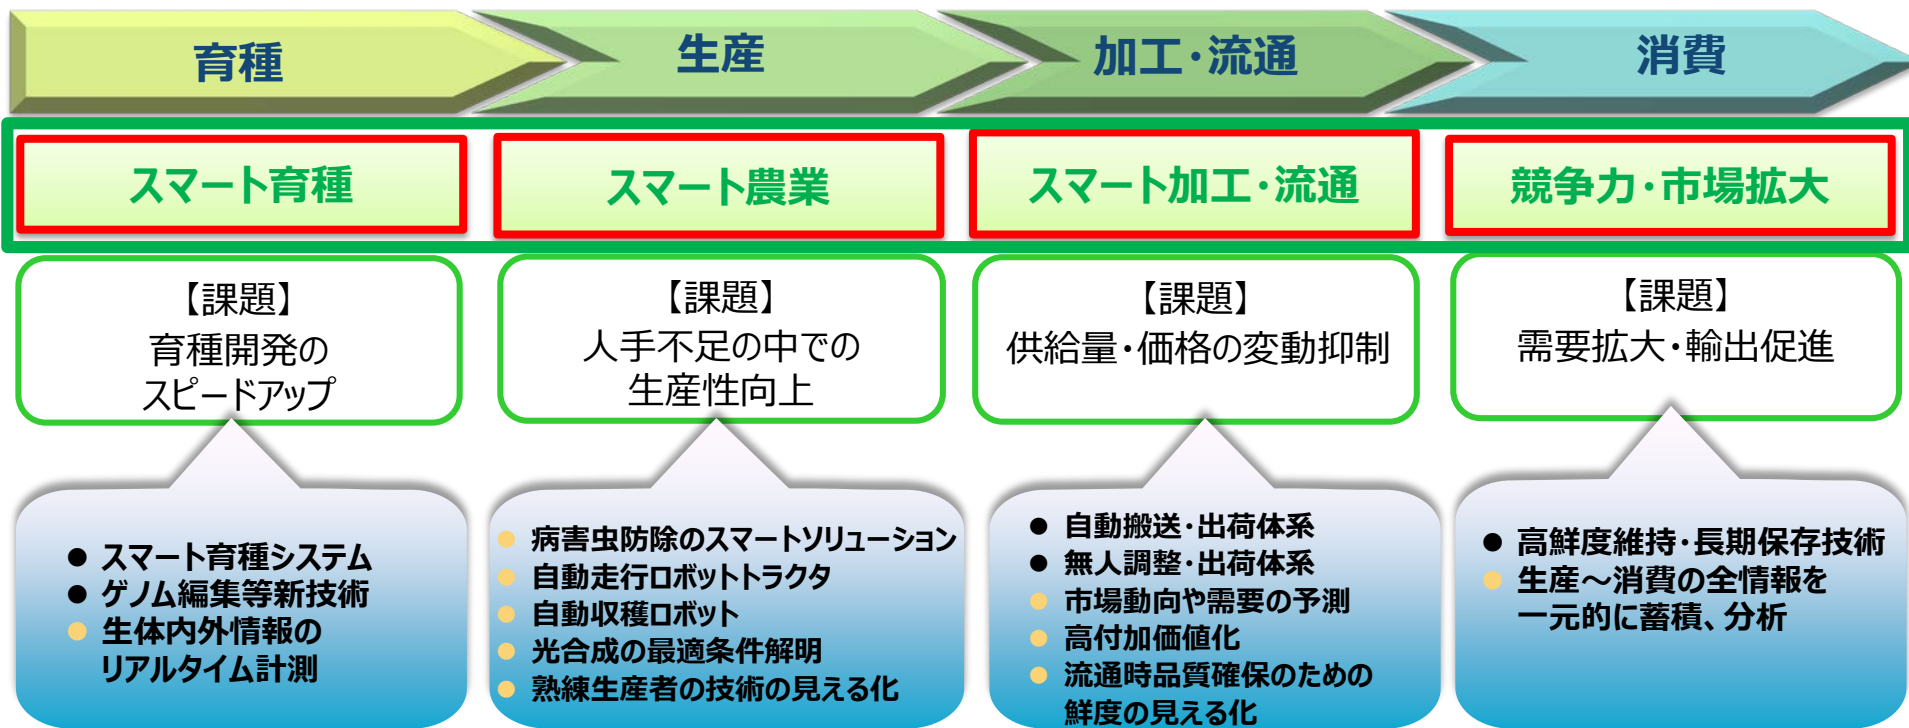 育種
生産
加工・流通
消費
スマート育種
スマート農業
スマート加工・流通
競争力・市場拡大
【課題】
育種開発の
スピードアップ
【課題】
人手不足の中での
生産性向上
【課題】
供給量・価格の変動抑制
【課題】
需要拡大・輸出促進
● スマート育種システム
● ゲノム編集等新技術
● 生体内外情報の
リアルタイム計測
● 病害虫防除のスマートソリューション
● 自動走行ロボットトラクタ
● 自動収穫ロボット
● 光合成の最適条件解明
● 熟練生産者の技術の見える化
● 自動搬送・出荷体系
● 無人調整・出荷体系
● 市場動向や需要の予測
● 高付加価値化
● 流通時品質確保のための
鮮度の見える化
● 高鮮度維持・長期保存技術
● 生産～消費の全情報を
一元的に蓄積、分析